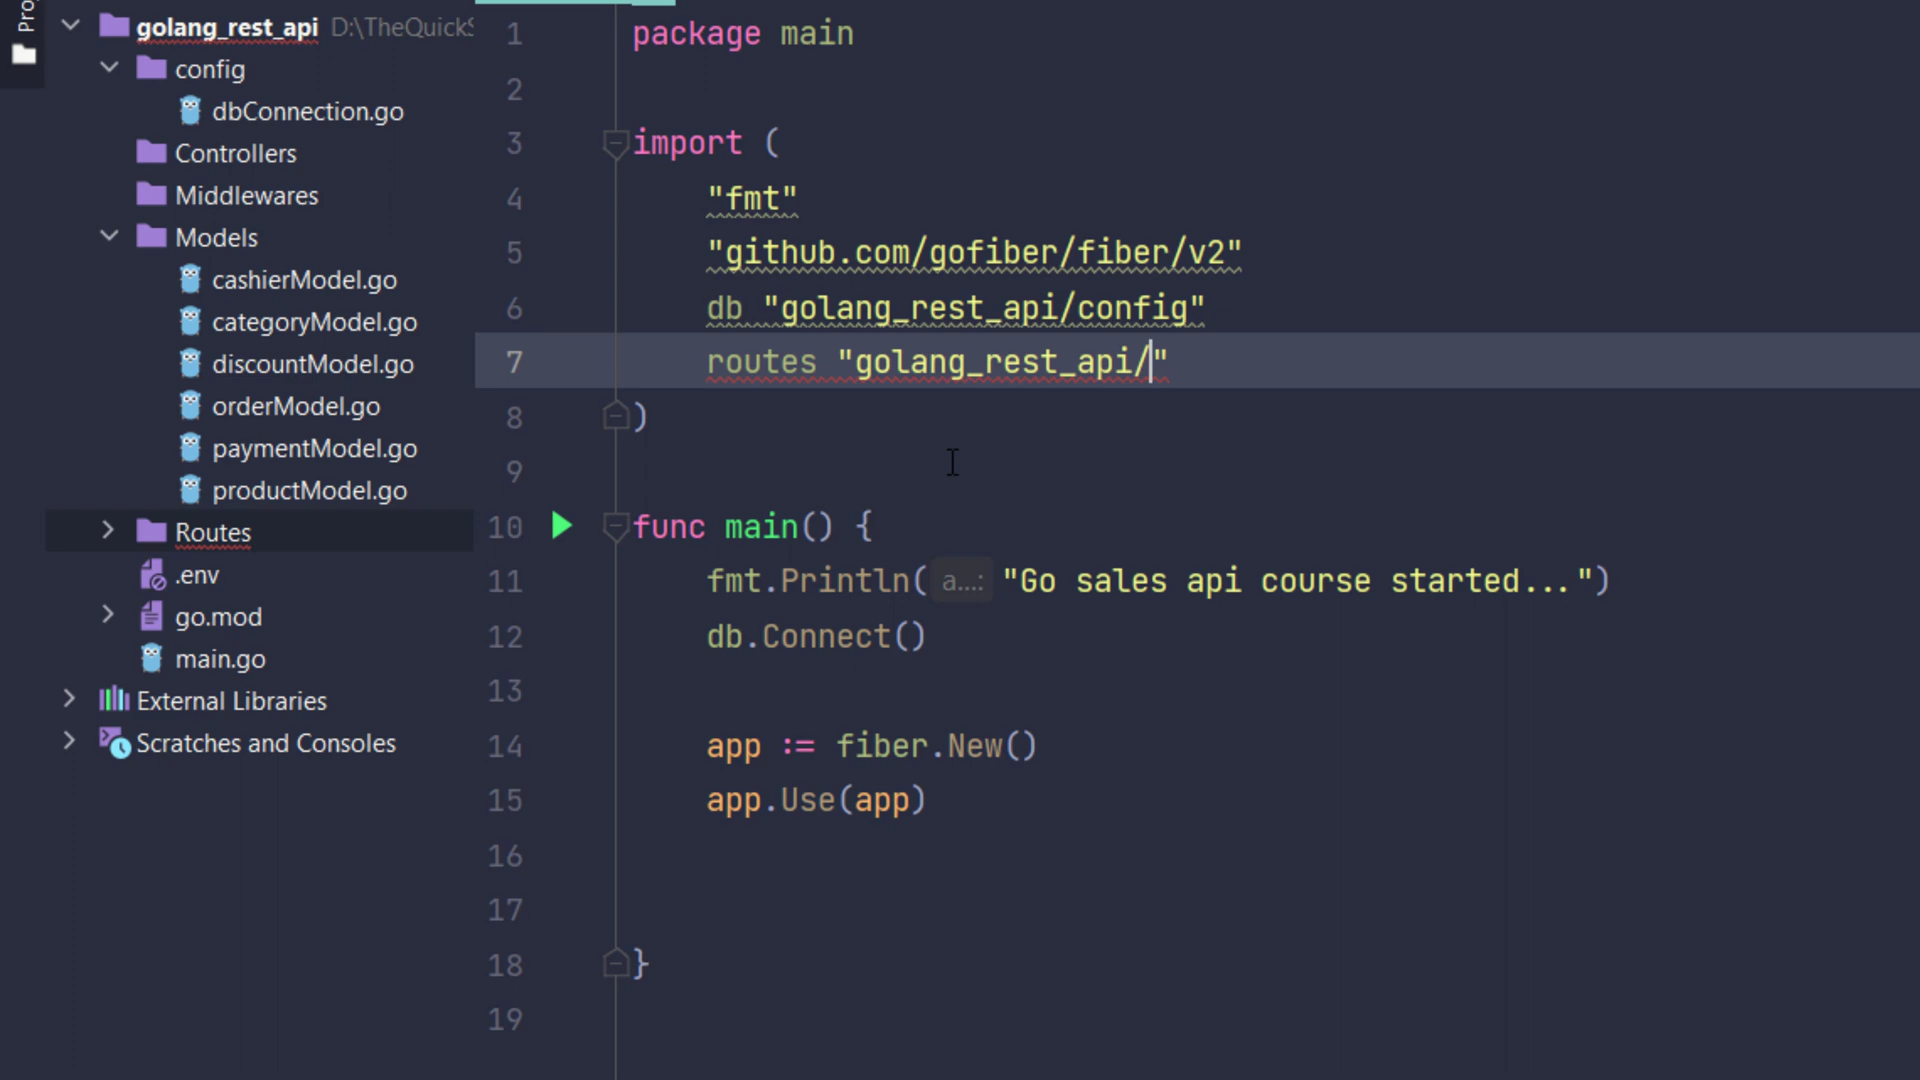 Pro
golang_rest_api D:\TheQuickS
config
dbConnection.go
Controllers
Middlewares
Models
cashierModel.go
categoryModel.go
discountModel.go
orderModel.go
paymentModel.go
productModel.go
Routes
.env
go.mod
main.go
External Libraries
Scratches and Consoles
1 package main
2
3 import (
4 "fmt"
5 "github.com/gofiber/fiber/v2"
6 db "golang_rest_api/config"
7 routes "golang_rest_api/"
8 )
9
10 func main() {
11 fmt.Println( a...: "Go sales api course started...")
12 db.Connect()
13
14 app := fiber.New()
15 app.Use(app)
16
17
18 }
19